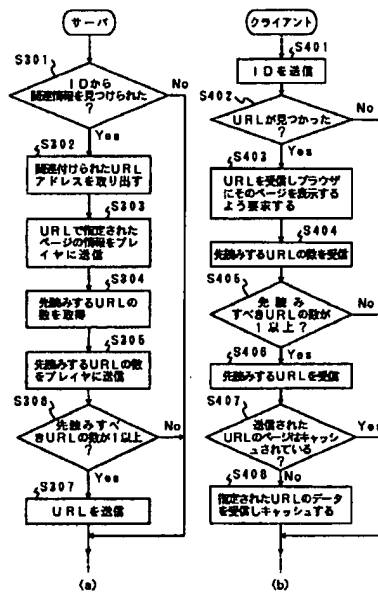 サーバ
S301
IDから
関連情報を見つけられた
?
No
Yes
S302
関連付けられたURL
アドレスを取り出す
S303
URLで指定された
ページの情報をプレ
イヤに送信
S304
先読みするURLの
数を取得
S305
先読みするURLの数
をプレイヤに送信
S306
先読みすべ
きURLの数が1以上
?
No
Yes
S307
URLを送信
(a)
クライアント
S401
IDを送信
S402
URLが見つかった
?
No
Yes
S403
URLを受信しブラウザ
にそのページを表示する
よう要求する
S404
先読みするURLの数を受信
S405
先読み
すべきURLの数が
1以上?
No
Yes
S406
先読みするURLを受信
S407
送信された
URLのページはキャッシ
ュされている
?
Yes
No
S408
指定されたURLのデータ
を受信しキャッシュする
(b)